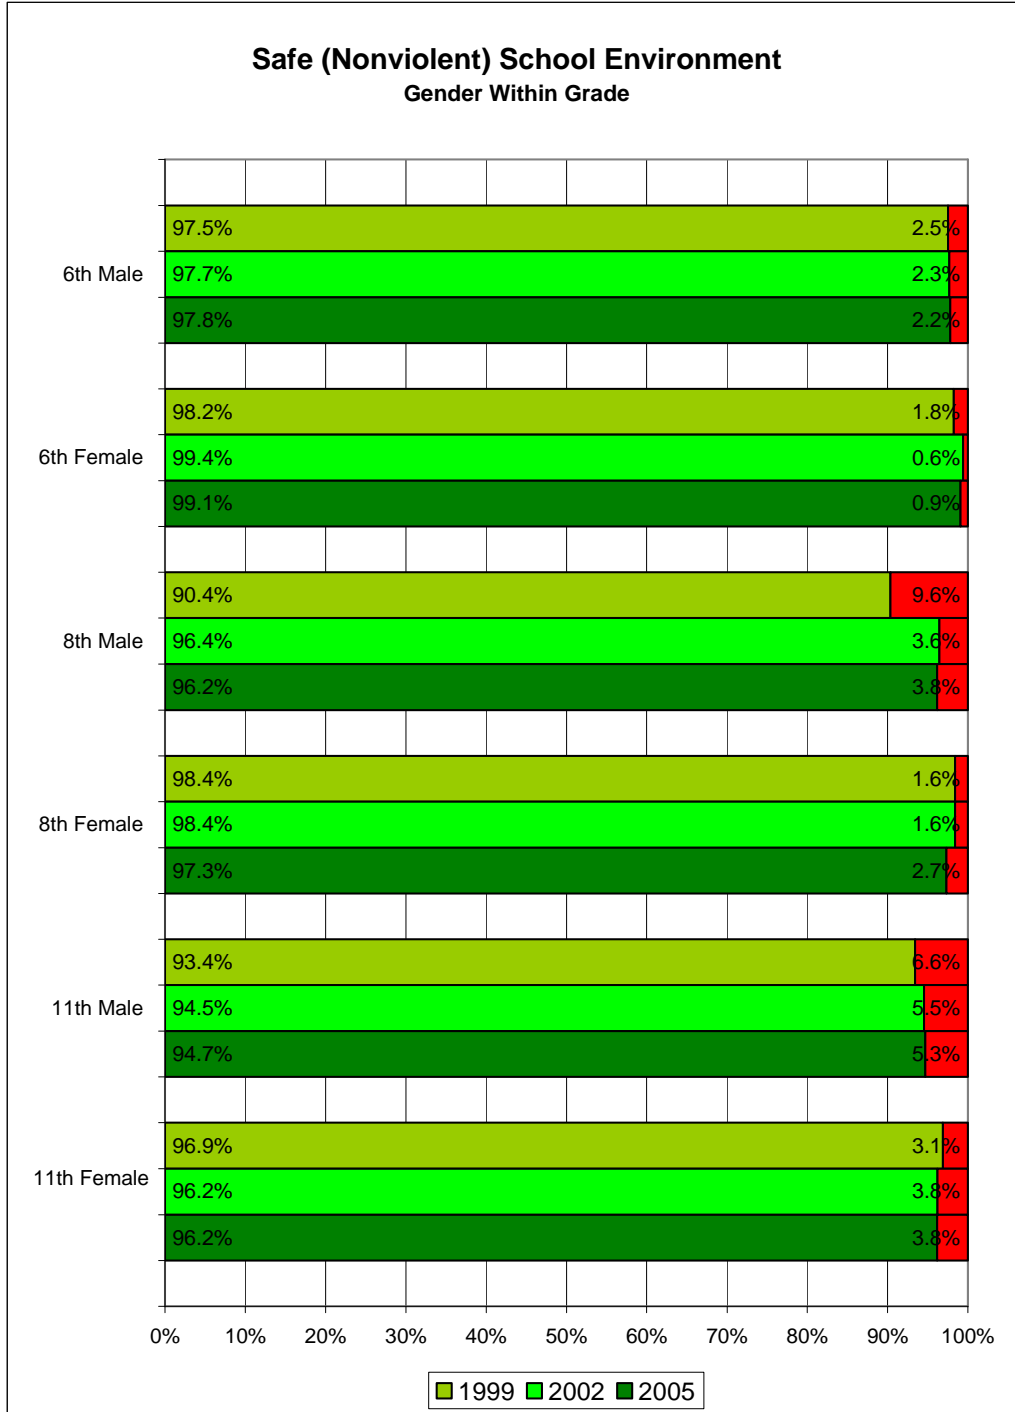 Safe (Nonviolent) School Environment
Gender Within Grade
97.5% 2.5%
6th Male 97.7% 2.3%
97.8% 2.2%
98.2% 1.8%
6th Female 99.4% 0.6%
99.1% 0.9%
90.4% 9.6%
8th Male 96.4% 3.6%
96.2% 3.8%
98.4% 1.6%
8th Female 98.4% 1.6%
97.3% 2.7%
93.4% 6.6%
11th Male 94.5% 5.5%
94.7% 5.3%
96.9% 3.1%
11th Female 96.2% 3.8%
96.2% 3.8%
0% 10% 20% 30% 40% 50% 60% 70% 80% 90% 100%
1999 2002 2005